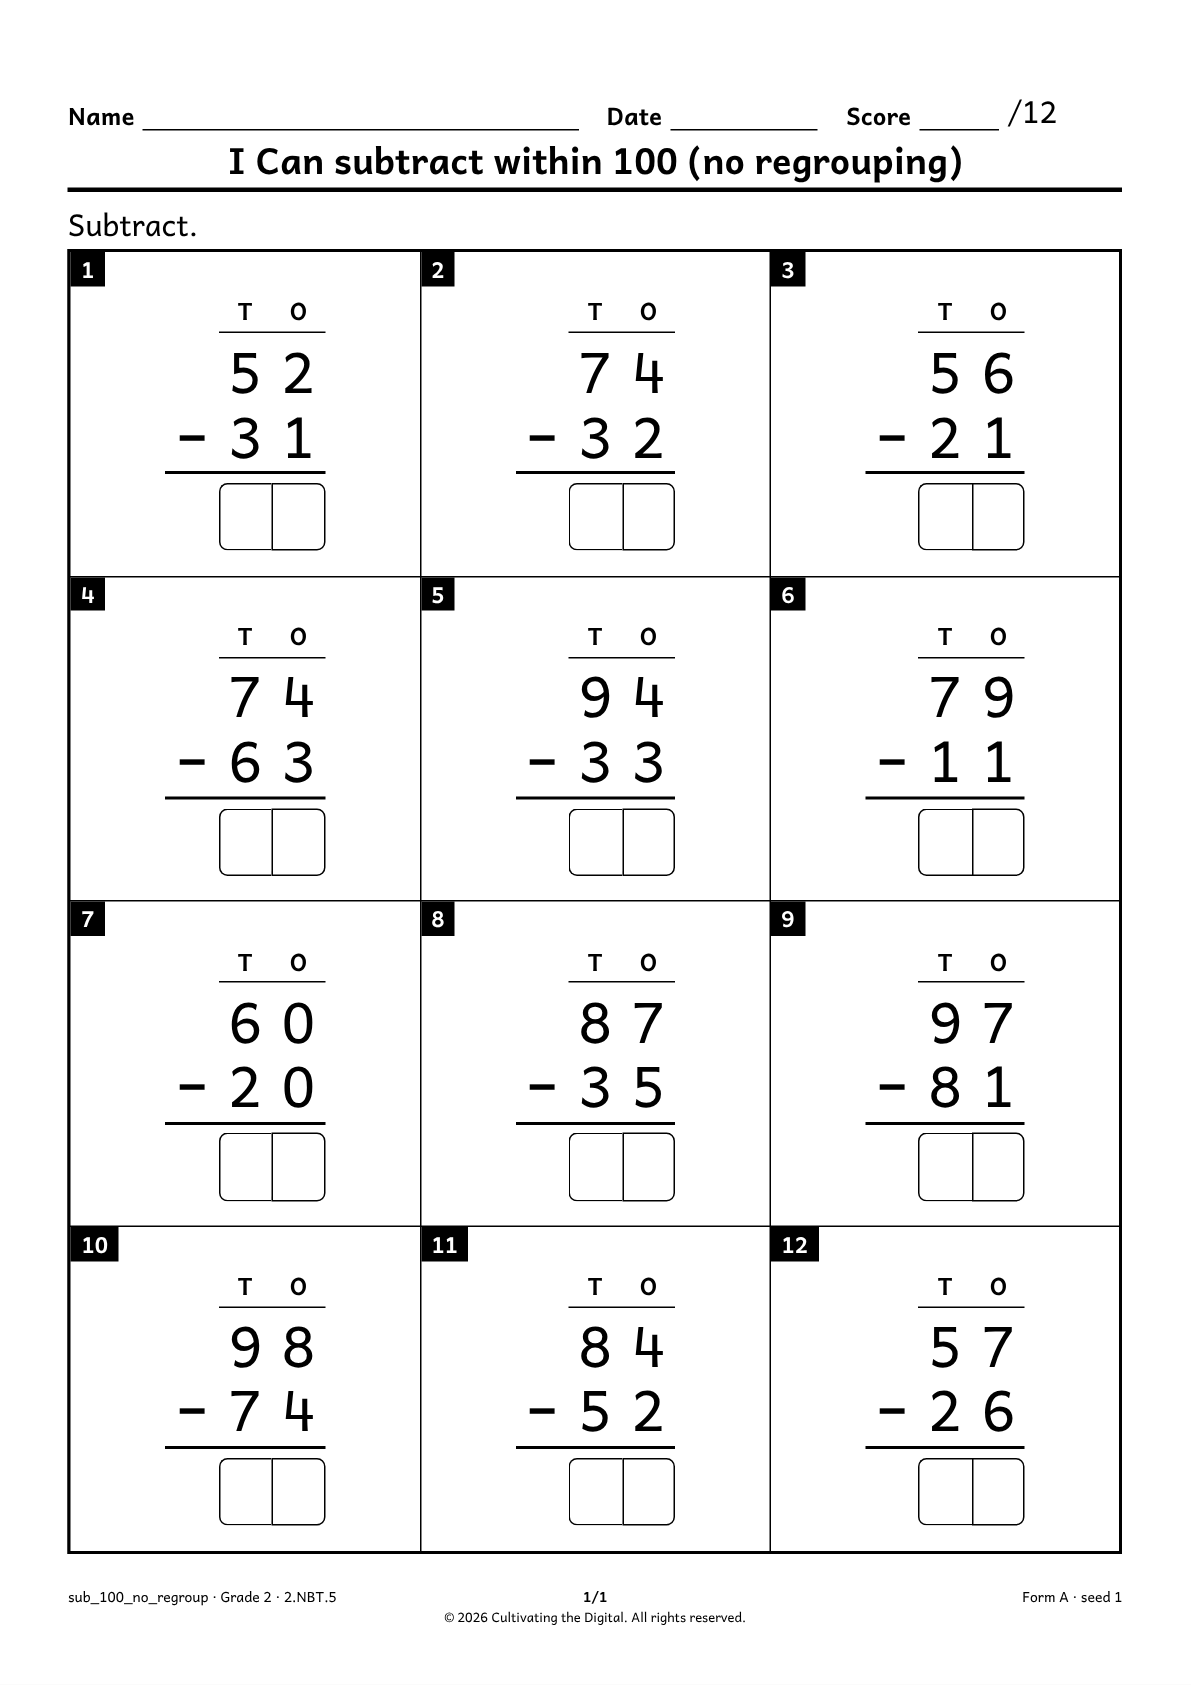 Name Date Score /12
I Can subtract within 100 (no regrouping)
Subtract.
1
T O
5 2
− 3 1
2
T O
7 4
− 3 2
3
T O
5 6
− 2 1
4
T O
7 4
− 6 3
5
T O
9 4
− 3 3
6
T O
7 9
− 1 1
7
T O
6 0
− 2 0
8
T O
8 7
− 3 5
9
T O
9 7
− 8 1
10
T O
9 8
− 7 4
11
T O
8 4
− 5 2
12
T O
5 7
− 2 6
sub_100_no_regroup · Grade 2 · 2.NBT.5 1/1 Form A · seed 1
© 2026 Cultivating the Digital. All rights reserved.